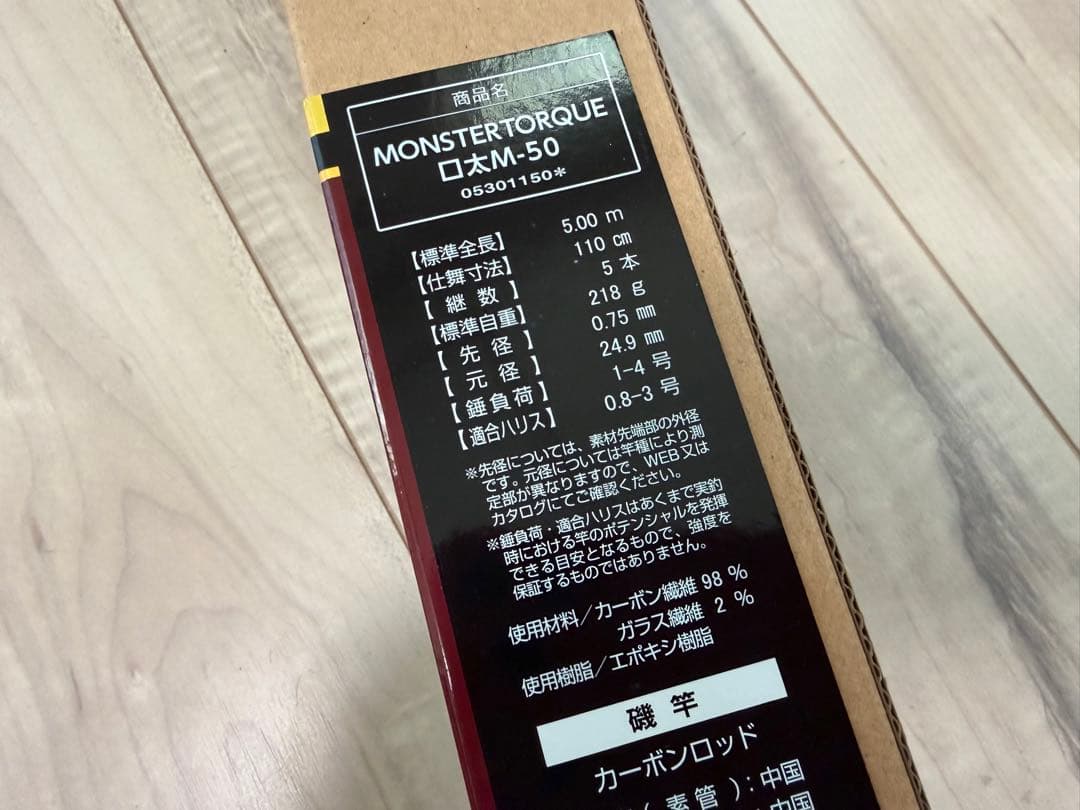 商品名
MONSTERTORQUE
口太M-50
05301150*
【標準全長】 5.00 m
【仕舞寸法】 110 cm
【継数】 5 本
【標準自重】 218 g
【先径】 0.75 mm
【元径】 24.9 mm
【錘負荷】 1-4 号
【適合ハリス】 0.8-3 号
※先径については、素材先端部の外径
です。元径については竿種により測
定部が異なりますので、WEB又は
カタログにてご確認ください。
※錘負荷・適合ハリスはあくまで実釣
時における竿のポテンシャルを発揮
できる目安となるもので、強度を
保証するものではありません。
使用材料/カーボン繊維 98 %
ガラス繊維 2 %
使用樹脂/エポキシ樹脂
磯竿
カーボンロッド
(素管):中国
中国